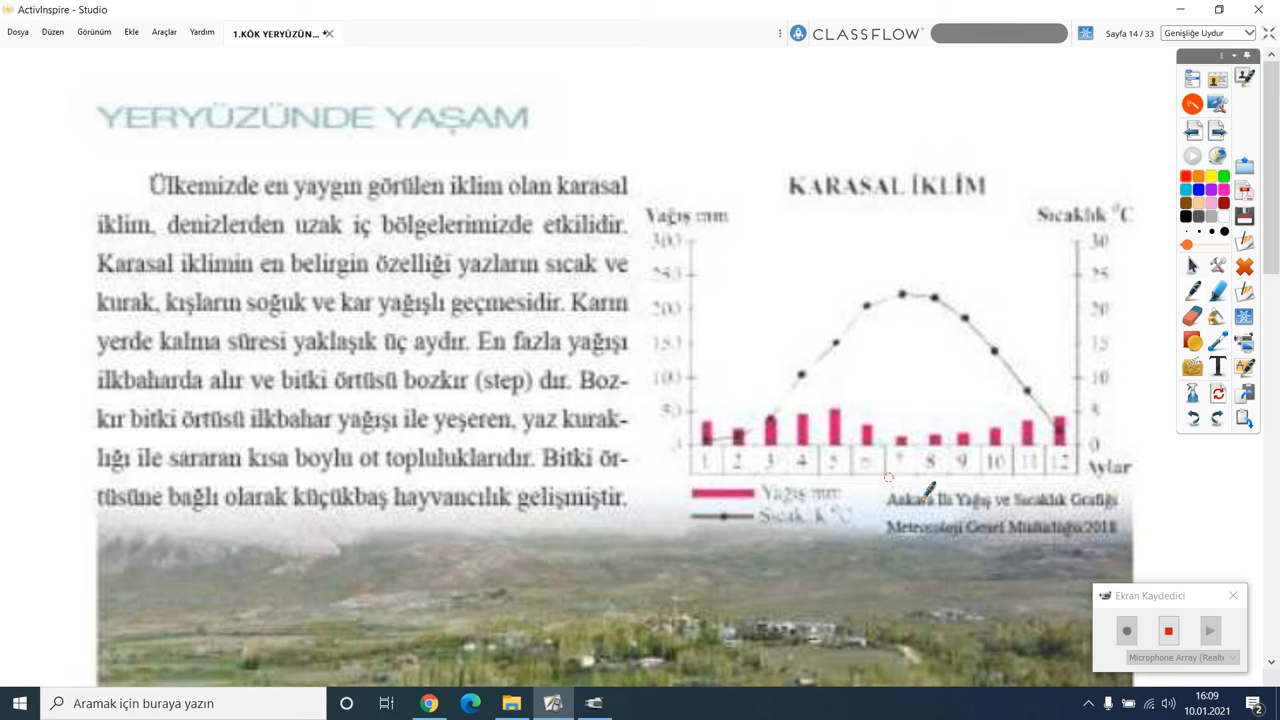 ActivInspire - Studio
Dosya Düzen Görünüm Ekle Araçlar Yardım
1.KÖK YERYÜZÜN...
CLASSFLOW
Sayfa 14 / 33
Genişliğe Uydur
YERYÜZÜNDE YAŞAM
Ülkemizde en yaygın görülen iklim olan karasal
iklim, denizlerden uzak iç bölgelerimizde etkilidir.
Karasal iklimin en belirgin özelliği yazların sıcak ve
kurak, kışların soğuk ve kar yağışlı geçmesidir. Karın
yerde kalma süresi yaklaşık üç aydır. En fazla yağışı
ilkbaharda alır ve bitki örtüsü bozkır (step) dır. Boz-
kır bitki örtüsü ilkbahar yağışı ile yeşeren, yaz kurak-
lığı ile sararan kısa boylu ot topluluklarıdır. Bitki ör-
tüsüne bağlı olarak küçükbaş hayvancılık gelişmiştir.
KARASAL İKLİM
Yağış mm
Sıcaklık °C
300 30
250 25
200 20
150 15
100 10
50 5
0
1 2 3 4 5 6 7 8 9 10 11 12
Aylar
Yağış mm
Ankara İli Yağış ve Sıcaklık Grafiği
Meteoroloji Genel Müdürlüğü 2018
Ekran Kaydedici
Microphone Array (Realte
Aramak için buraya yazın
16:09
10.01.2021
2